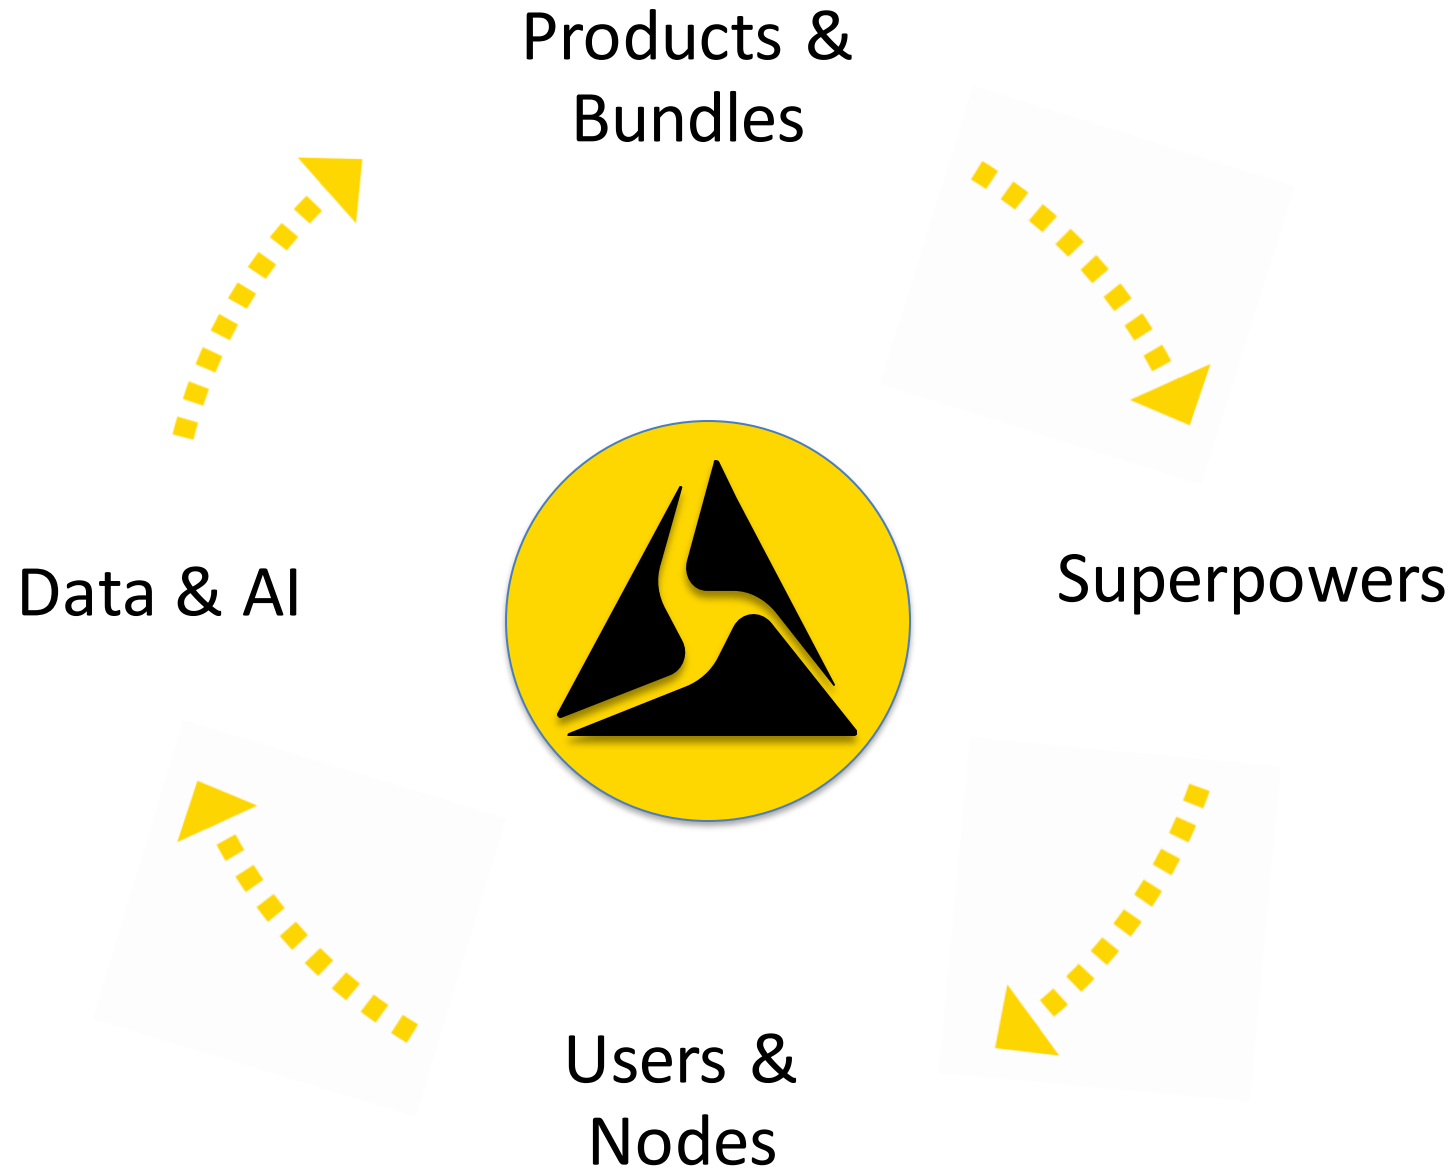 Products &
Bundles
Data & AI
Superpowers
Users &
Nodes